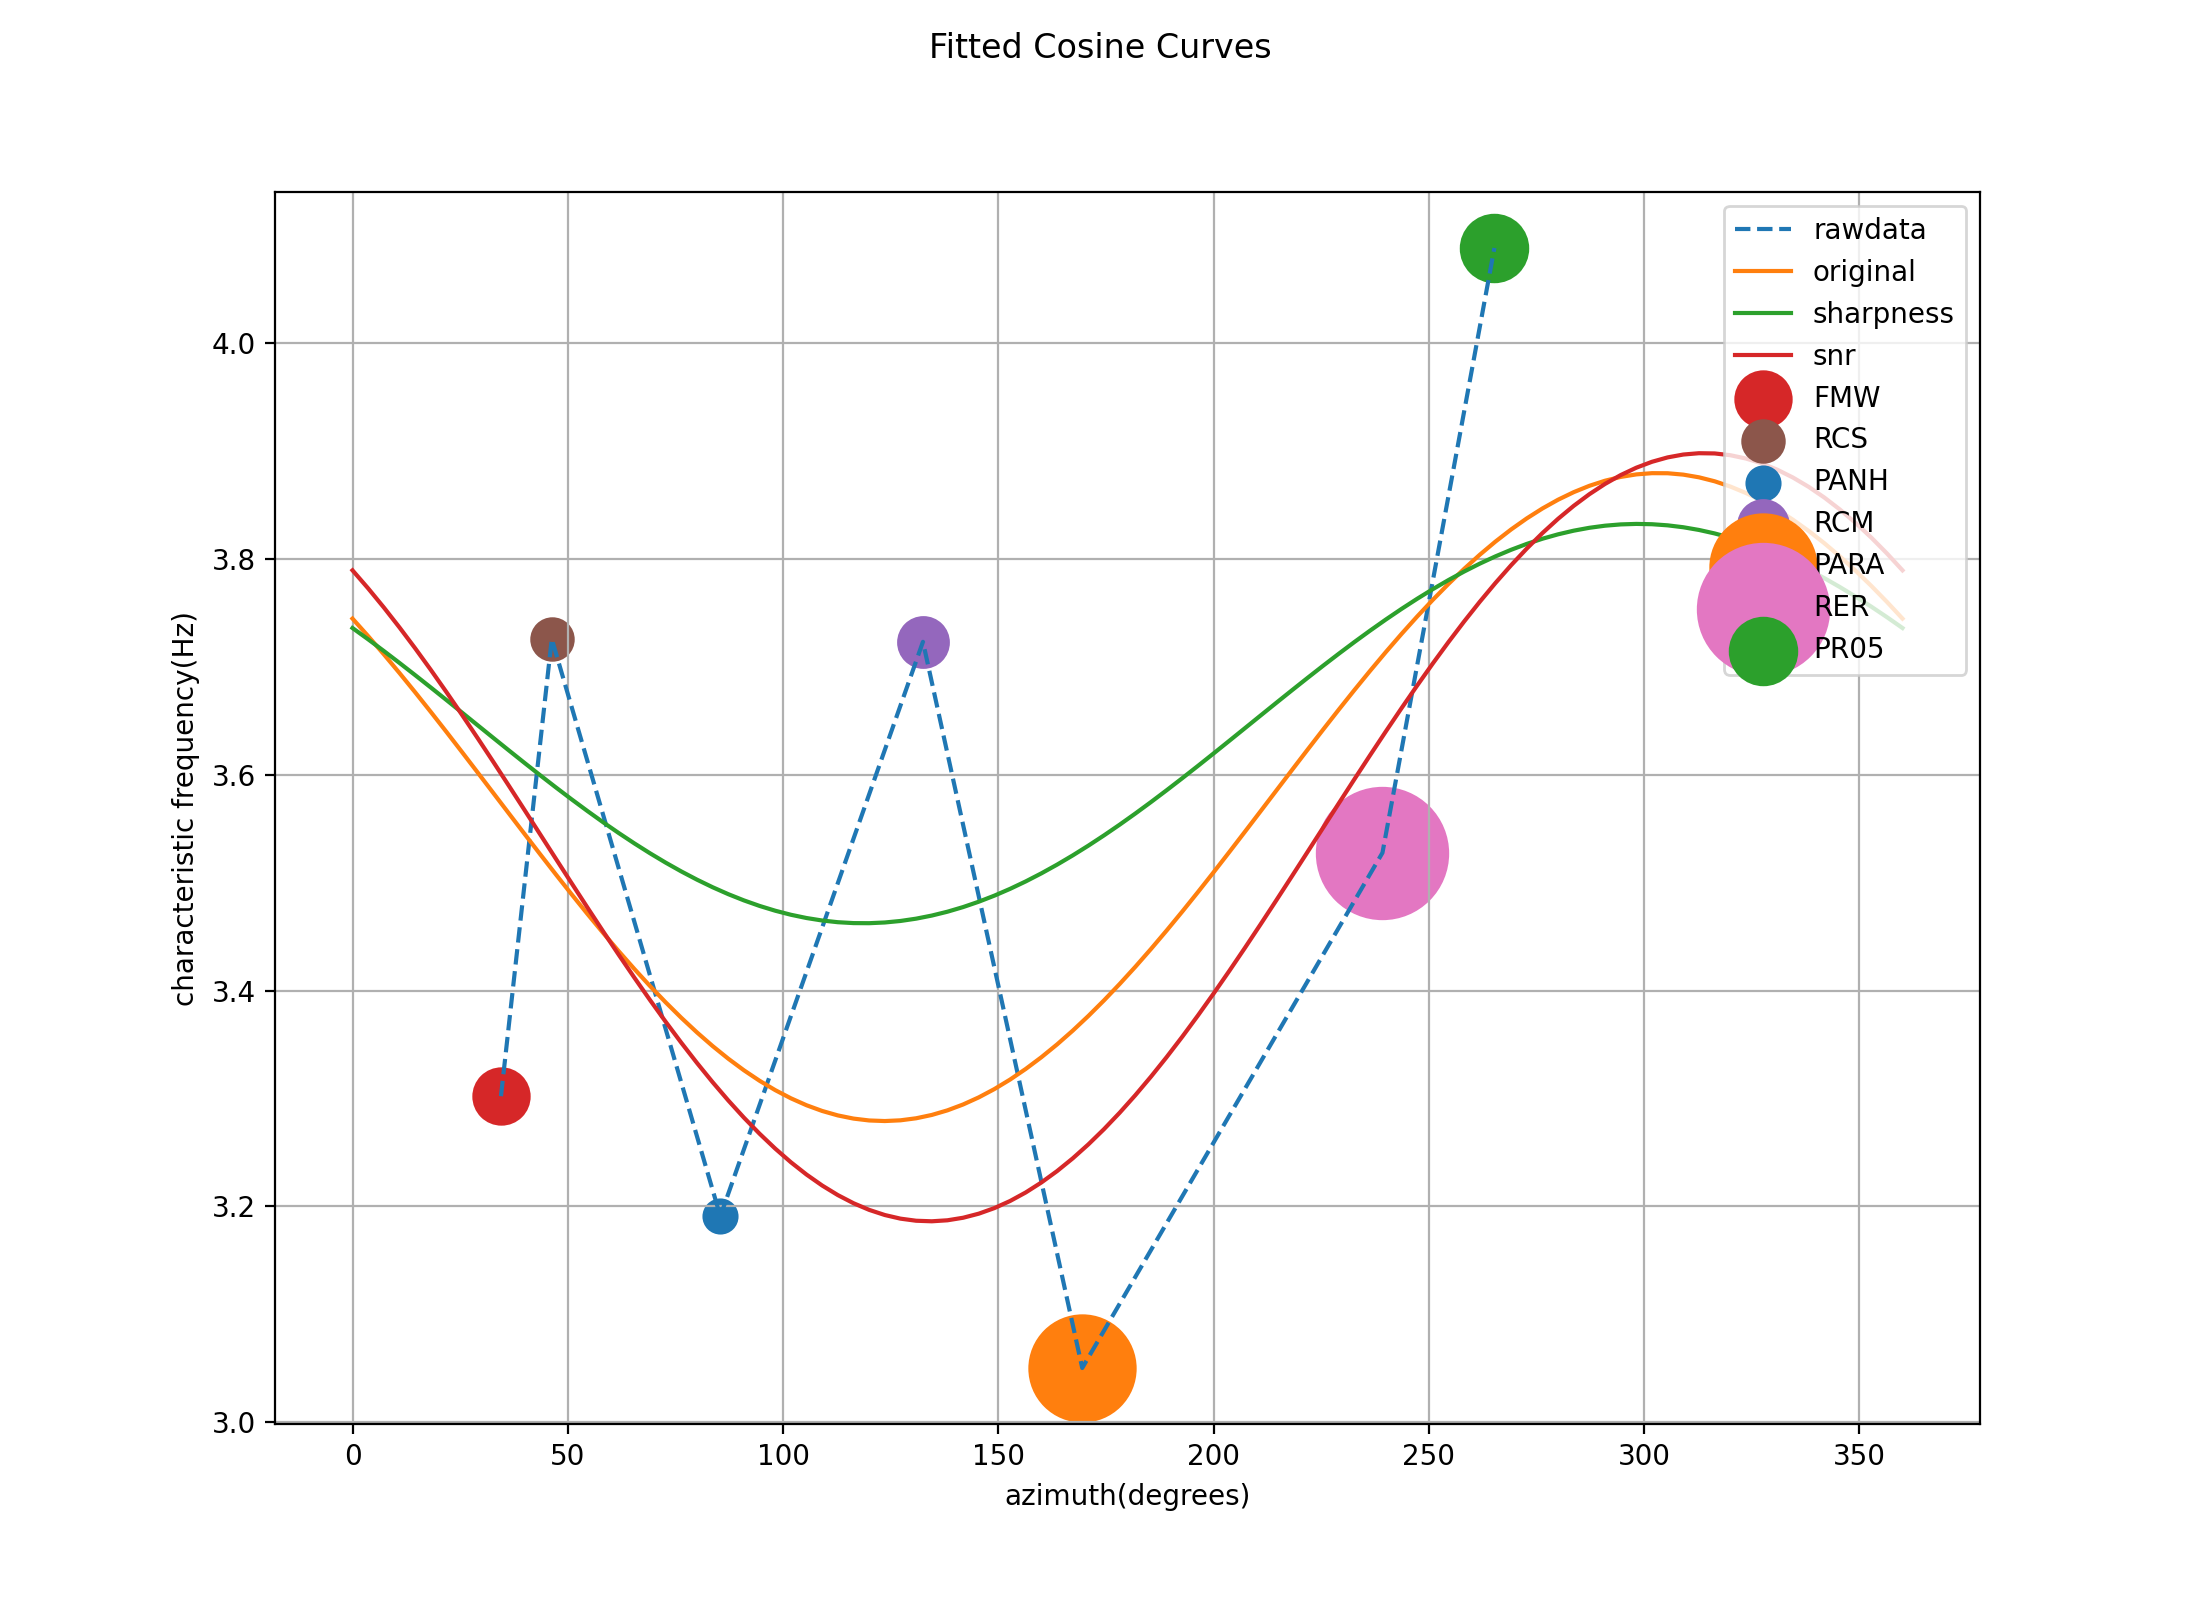 Fitted Cosine Curves
characteristic frequency(Hz)
4.0
3.8
3.6
3.4
3.2
3.0
0 50 100 150 200 250 300 350
azimuth(degrees)
rawdata
original
sharpness
snr
FMW
RCS
PANH
RCM
PARA
RER
PR05